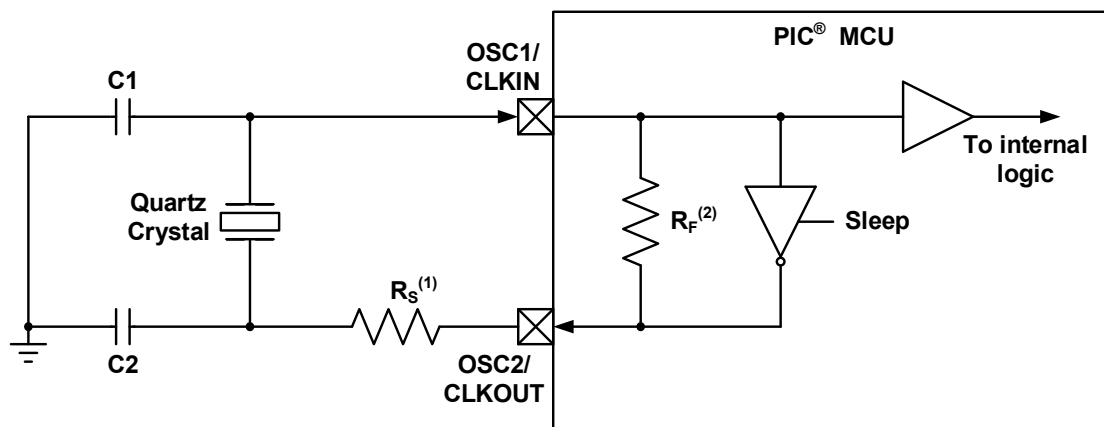 PIC® MCU
OSC1/
CLKIN
C1
To internal
logic
Quartz
Crystal
RF(2)
Sleep
RS(1)
C2
OSC2/
CLKOUT